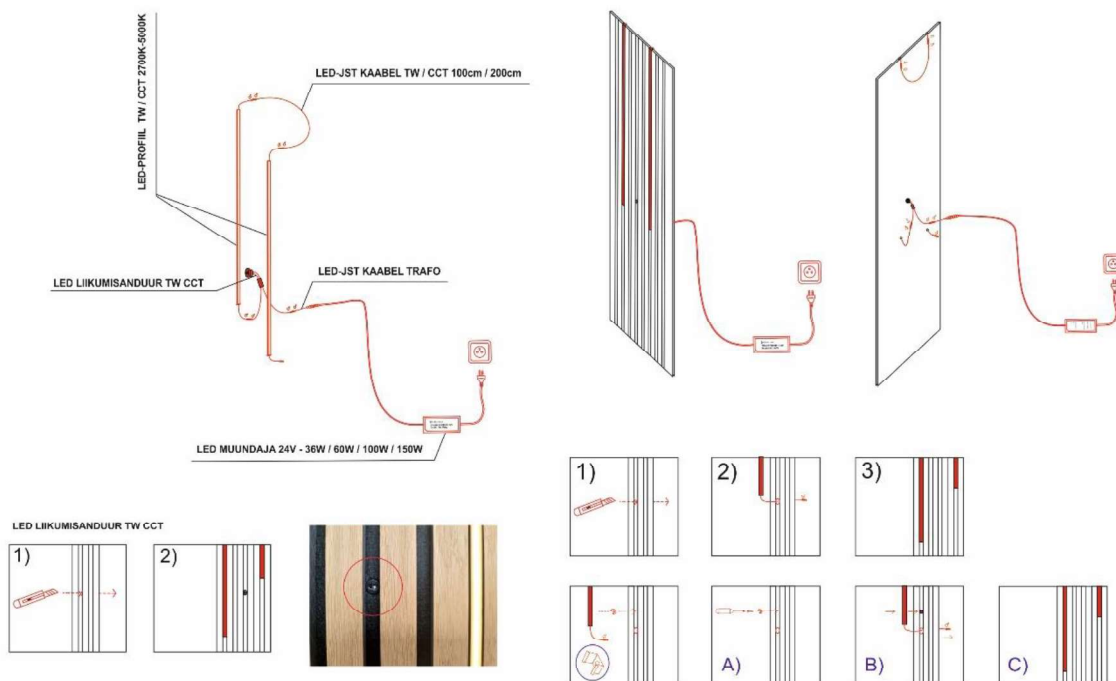 LED-PROFIIL TW / CCT 2700K-5000K
LED-JST KAABEL TW / CCT 100cm / 200cm
LED LIIKUMISANDUUR TW CCT
LED-JST KAABEL TRAFO
LED MUUNDAJA 24V - 36W / 60W / 100W / 150W
LED LIIKUMISANDUUR TW CCT
1)
2)
1)
2)
3)
A)
B)
C)